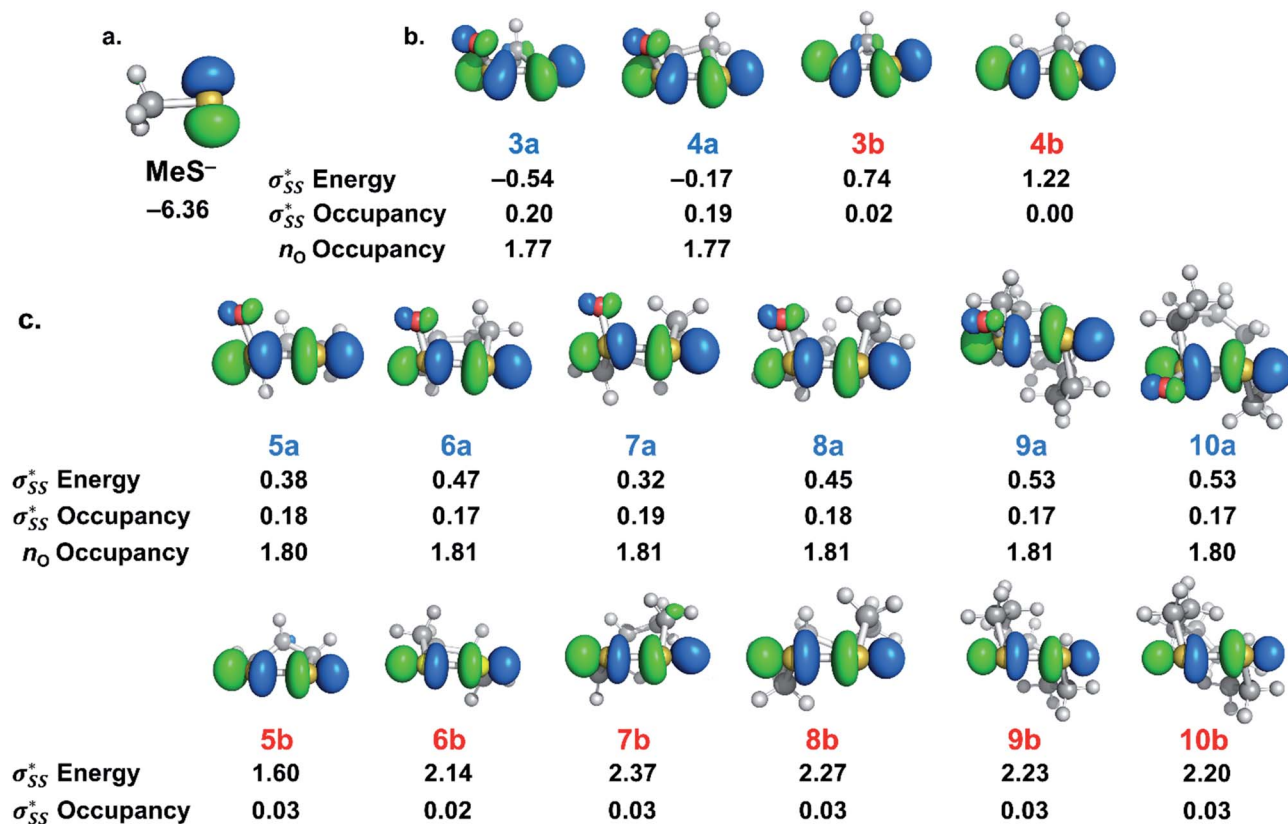 a.
b.
MeS⁻
–6.36
3a 4a 3b 4b
σ*SS Energy –0.54 –0.17 0.74 1.22
σ*SS Occupancy 0.20 0.19 0.02 0.00
nO Occupancy 1.77 1.77
c.
5a 6a 7a 8a 9a 10a
σ*SS Energy 0.38 0.47 0.32 0.45 0.53 0.53
σ*SS Occupancy 0.18 0.17 0.19 0.18 0.17 0.17
nO Occupancy 1.80 1.81 1.81 1.81 1.81 1.80
5b 6b 7b 8b 9b 10b
σ*SS Energy 1.60 2.14 2.37 2.27 2.23 2.20
σ*SS Occupancy 0.03 0.02 0.03 0.03 0.03 0.03